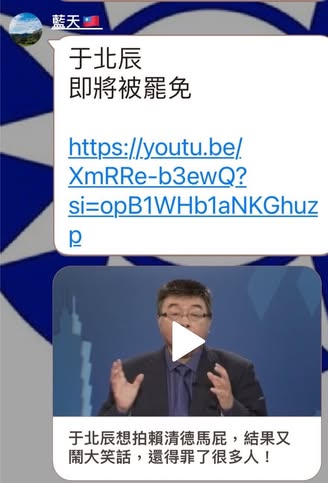 藍天🇹🇼
于北辰
即將被罷免
https://youtu.be/
XmRRe-b3ewQ?
si=opB1WHb1aNKGhuz
p
于北辰想拍賴清德馬屁，結果又
鬧大笑話，還得罪了很多人！